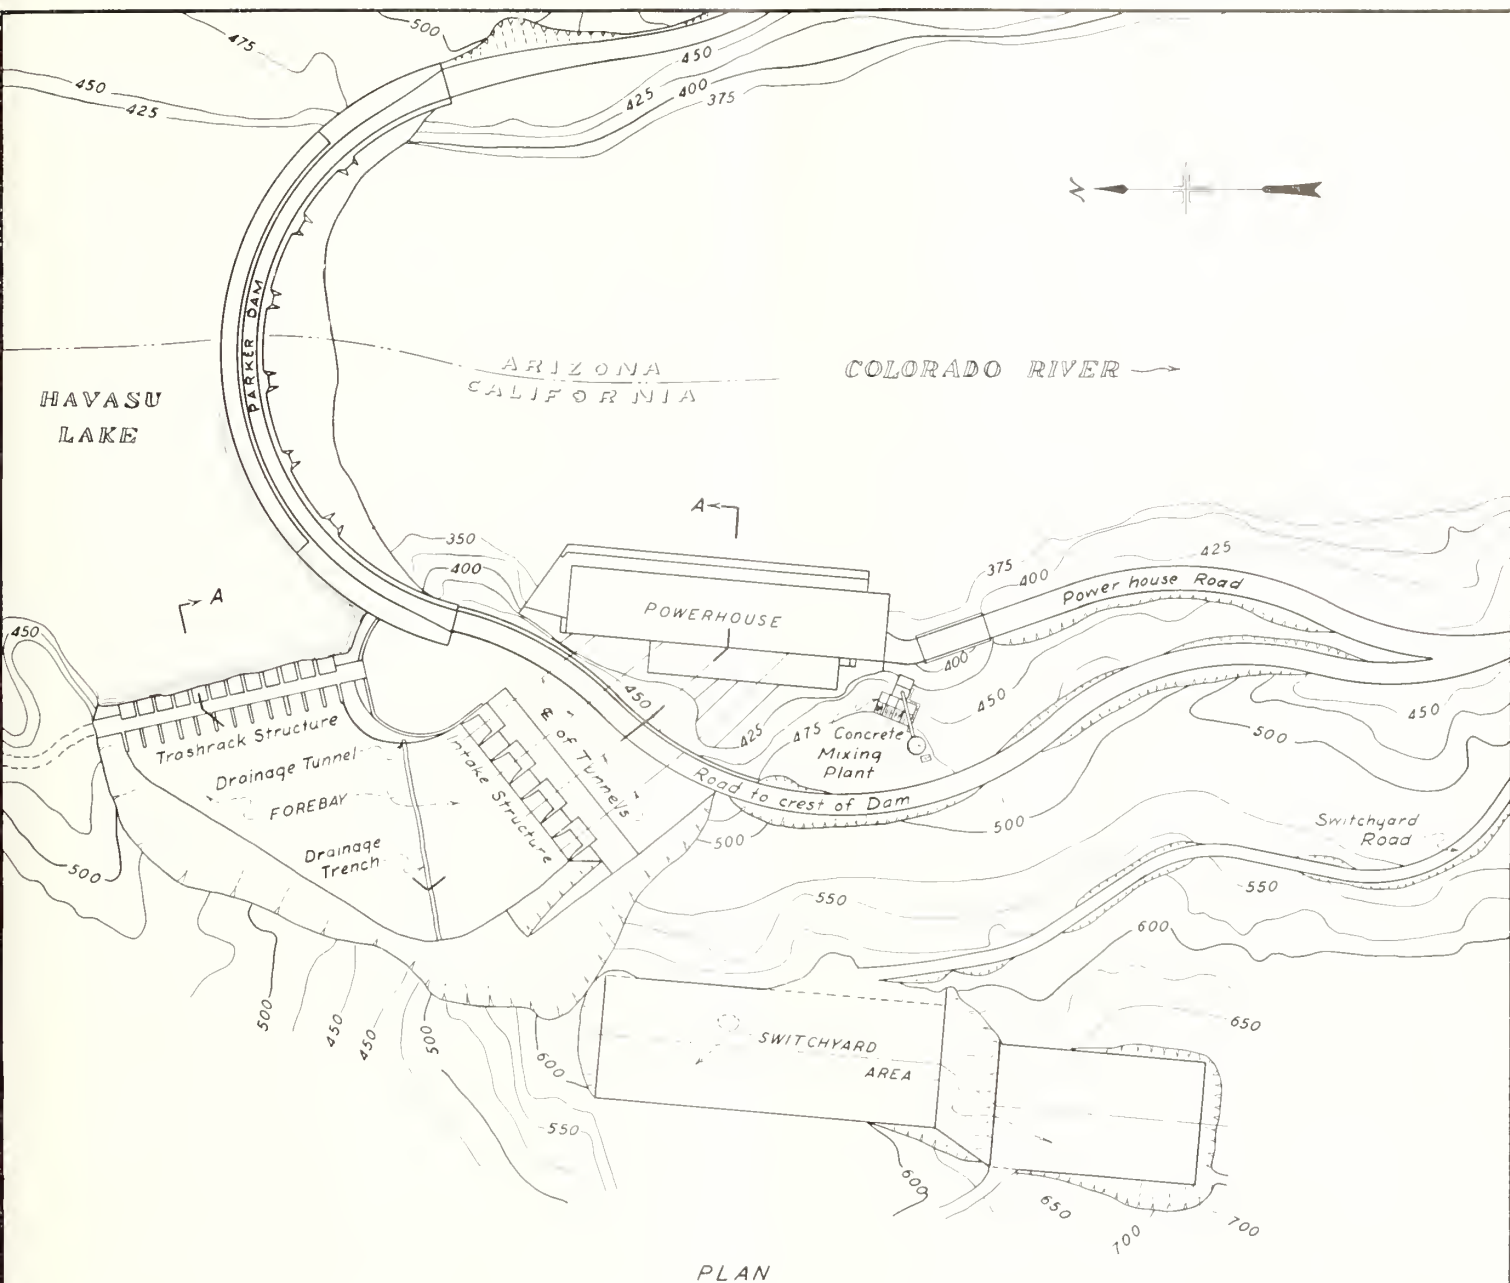 500
475
450
450
425
400
425
375
N
PARKER DAM
ARIZONA
CALIFORNIA
COLORADO RIVER
HAVASU
LAKE
A
A
350
400
375
400
425
Power house Road
POWERHOUSE
450
400
450
450
425
475
Concrete
Mixing
Plant
450
500
Trashrack Structure
Drainage Tunnel
FOREBAY
Drainage
Trench
Intake Structure
℄ of Tunnels
Road to crest of Dam
500
500
Switchyard
Road
500
550
550
600
500
450
450
500
600
550
SWITCHYARD
AREA
650
600
650
700
700
PLAN